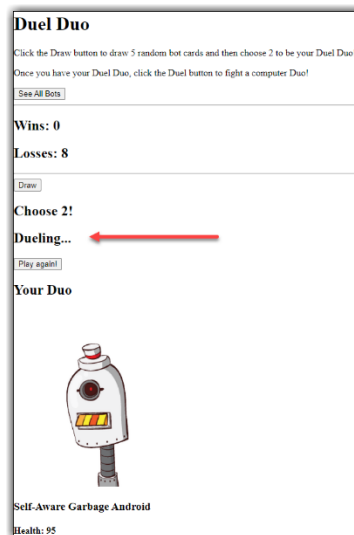 Duel Duo
Click the Draw button to draw 5 random bot cards and then choose 2 to be your Duel Duo
Once you have your Duel Duo, click the Duel button to fight a computer Duo!
See All Bots
Wins: 0
Losses: 8
Draw
Choose 2!
Dueling...
Play again!
Your Duo
Self-Aware Garbage Android
Health: 95